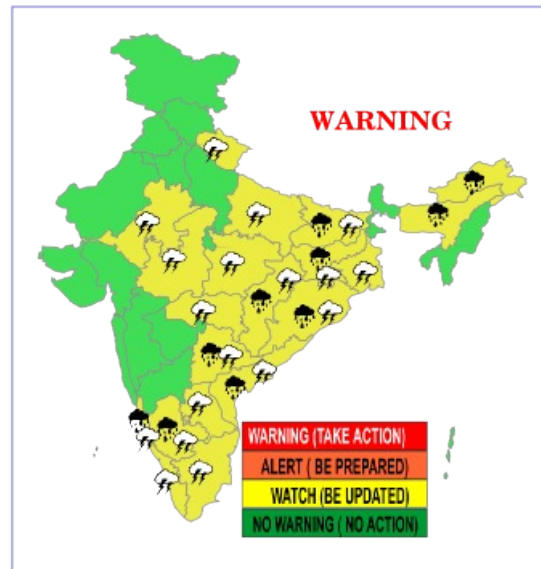 WARNING
WARNING (TAKE ACTION)
ALERT ( BE PREPARED)
WATCH (BE UPDATED)
NO WARNING ( NO ACTION)